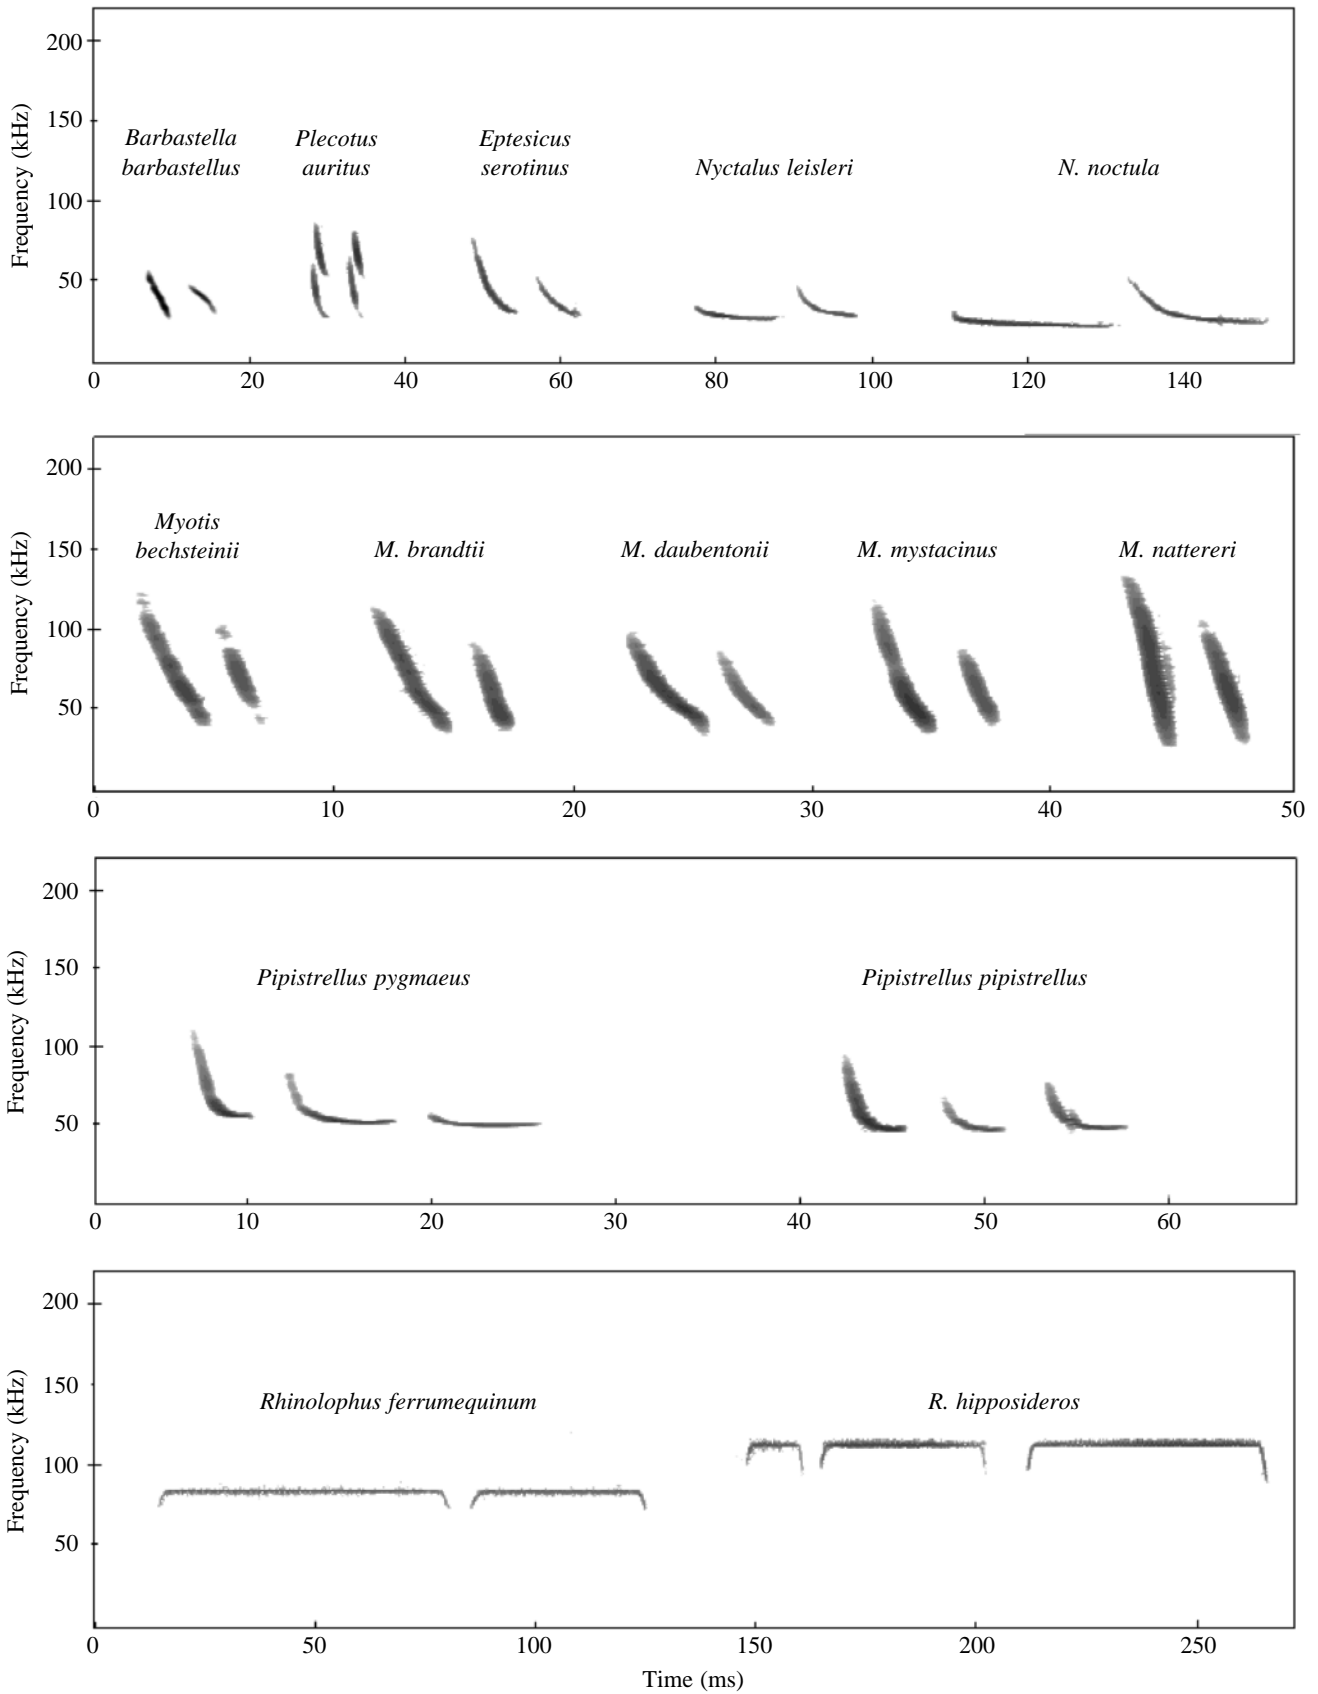 200
150
100
50
Frequency (kHz)
Barbastella
barbastellus
Plecotus
auritus
Eptesicus
serotinus
Nyctalus leisleri
N. noctula
0 20 40 60 80 100 120 140
200
150
100
50
Frequency (kHz)
Myotis
bechsteinii
M. brandtii
M. daubentonii
M. mystacinus
M. nattereri
0 10 20 30 40 50
200
150
100
50
Frequency (kHz)
Pipistrellus pygmaeus
Pipistrellus pipistrellus
0 10 20 30 40 50 60
200
150
100
50
Frequency (kHz)
Rhinolophus ferrumequinum
R. hipposideros
0 50 100 150 200 250
Time (ms)